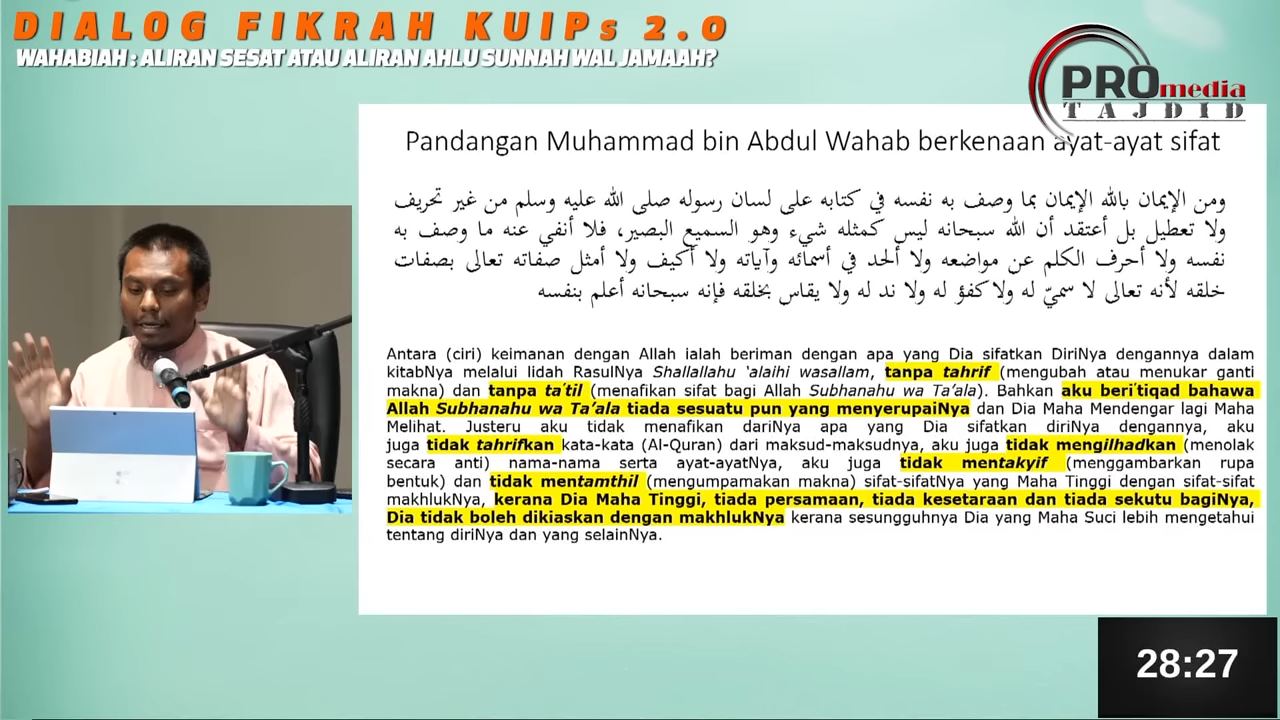 DIALOG FIKRAH KUIPs 2.0
WAHABIAH : ALIRAN SESAT ATAU ALIRAN AHLU SUNNAH WAL JAMAAH?
PROmedia
TAJDID
Pandangan Muhammad bin Abdul Wahab berkenaan ayat-ayat sifat
ومن الإيمان بالله الإيمان بما وصف به نفسه في كتابه على لسان رسوله صلى الله عليه وسلم من غير تحريف
ولا تعطيل بل أعتقد أن الله سبحانه ليس كمثله شيء وهو السميع البصير، فلا أنفي عنه ما وصف به
نفسه ولا أحرف الكلم عن مواضعه ولا ألحد في أسمائه وآياته ولا أكيف ولا أمثل صفاته تعالى بصفات
خلقه لأنه تعالى لا سميّ له ولا كفؤ له ولا ند له ولا يقاس بخلقه فإنه سبحانه أعلم بنفسه
Antara (ciri) keimanan dengan Allah ialah beriman dengan apa yang Dia sifatkan DiriNya dengannya dalam
kitabNya melalui lidah RasulNya Shallallahu 'alaihi wasallam, tanpa tahrif (mengubah atau menukar ganti
makna) dan tanpa ta'til (menafikan sifat bagi Allah Subhanahu wa Ta'ala). Bahkan aku beri'tiqad bahawa
Allah Subhanahu wa Ta'ala tiada sesuatu pun yang menyerupaiNya dan Dia Maha Mendengar lagi Maha
Melihat. Justeru aku tidak menafikan dariNya apa yang Dia sifatkan diriNya dengannya, aku
juga tidak tahrifkan kata-kata (Al-Quran) dari maksud-maksudnya, aku juga tidak mengilhadkan (menolak
secara anti) nama-nama serta ayat-ayatNya, aku juga tidak mentakyif (menggambarkan rupa
bentuk) dan tidak mentamthil (mengumpamakan makna) sifat-sifatNya yang Maha Tinggi dengan sifat-sifat
makhlukNya, kerana Dia Maha Tinggi, tiada persamaan, tiada kesetaraan dan tiada sekutu bagiNya,
Dia tidak boleh dikiaskan dengan makhlukNya kerana sesungguhnya Dia yang Maha Suci lebih mengetahui
tentang diriNya dan yang selainNya.
28:27